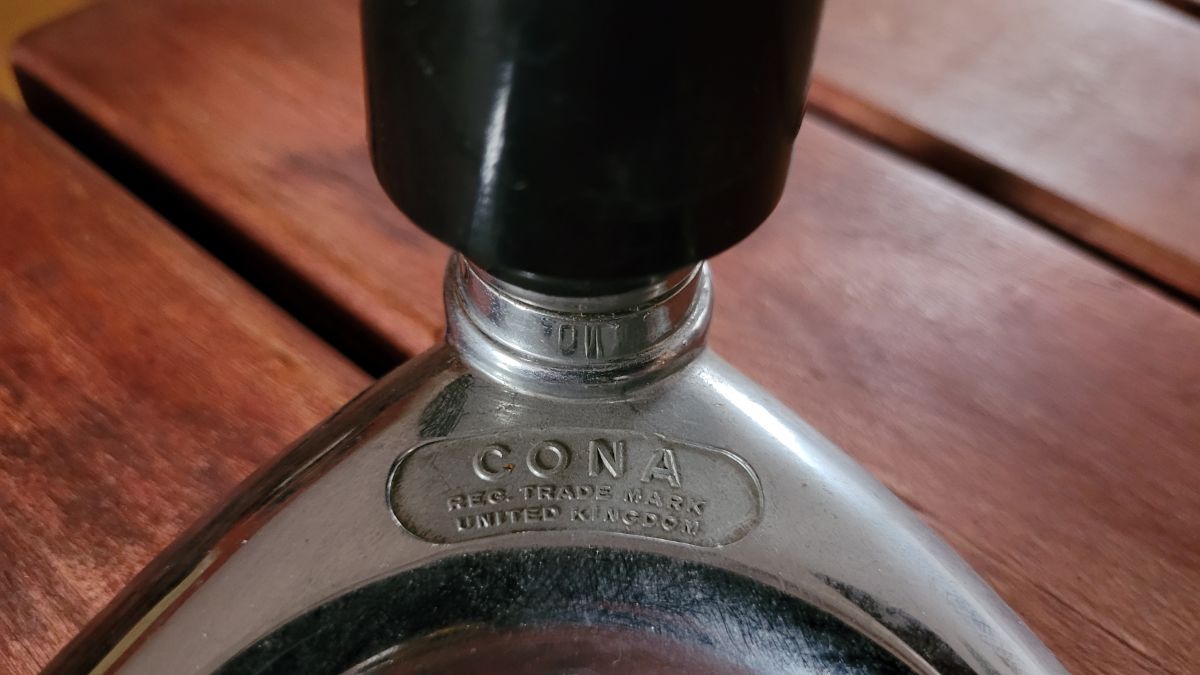 CONA
REG. TRADE MARK
UNITED KINGDOM